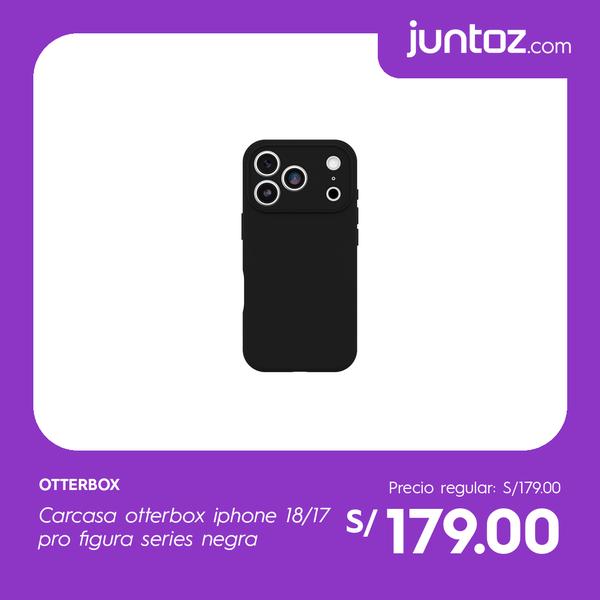 juntoz.com
OTTERBOX
Carcasa otterbox iphone 18/17
pro figura series negra
Precio regular: S/179.00
S/179.00